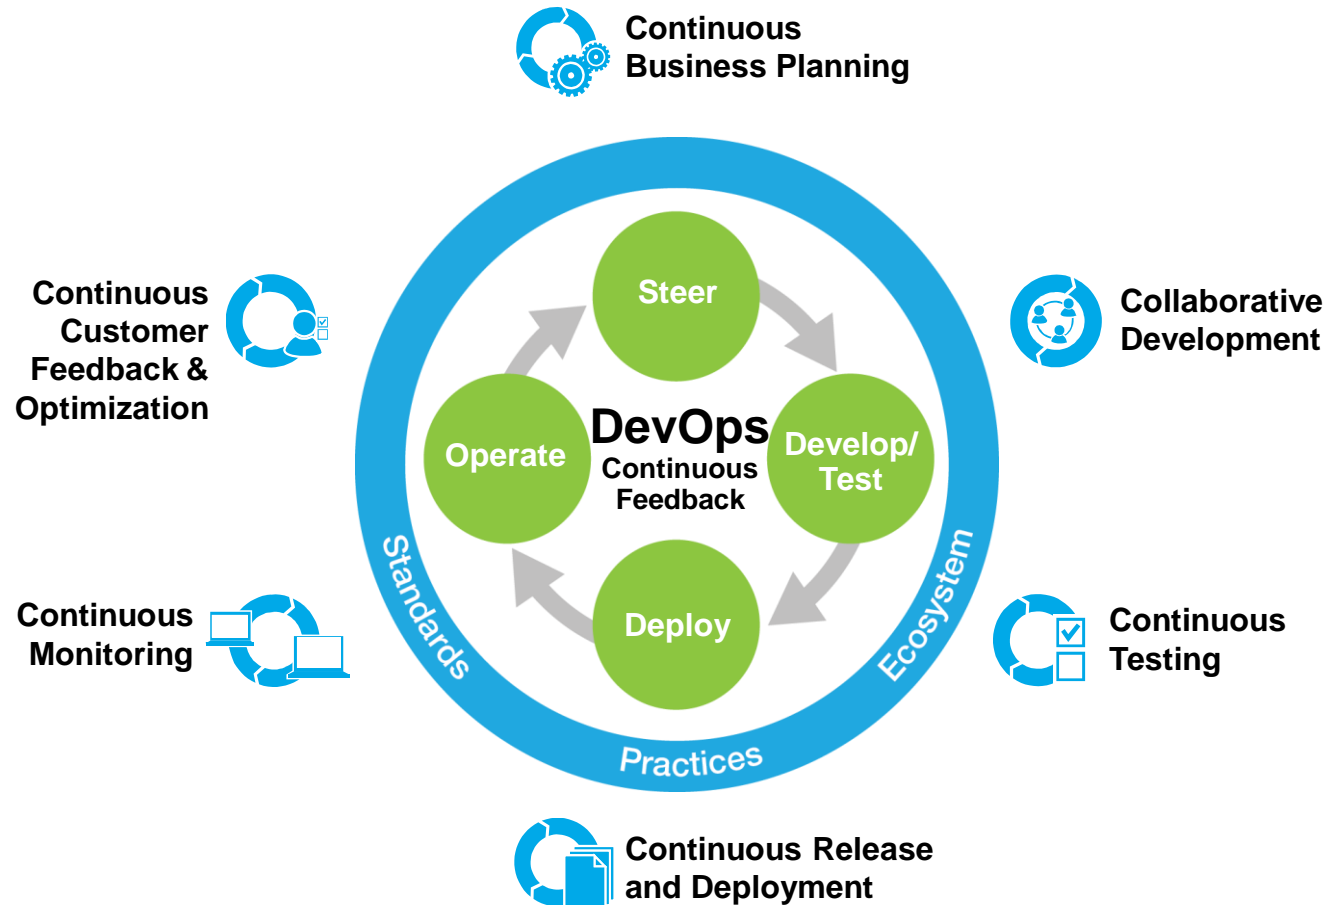 Continuous
Business Planning
Continuous
Customer
Feedback &
Optimization
Collaborative
Development
Steer
Operate
DevOps
Continuous
Feedback
Develop/
Test
Deploy
Standards
Practices
Ecosystem
Continuous
Monitoring
Continuous
Testing
Continuous Release
and Deployment